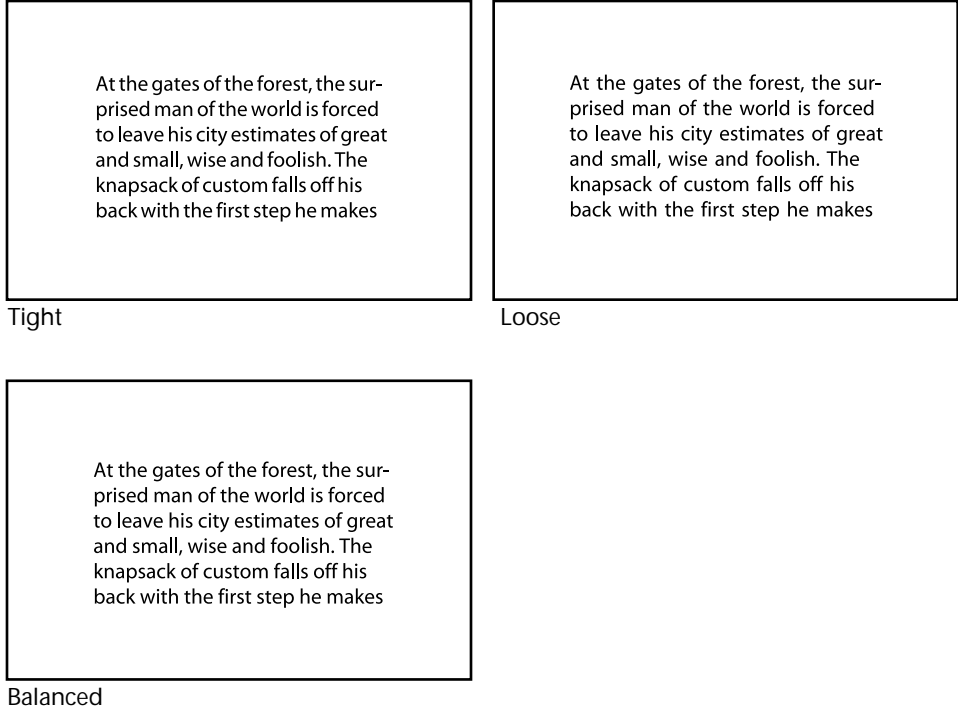 At the gates of the forest, the sur-
prised man of the world is forced
to leave his city estimates of great
and small, wise and foolish. The
knapsack of custom falls off his
back with the first step he makes
Tight
At the gates of the forest, the sur-
prised man of the world is forced
to leave his city estimates of great
and small, wise and foolish. The
knapsack of custom falls off his
back with the first step he makes
Loose
At the gates of the forest, the sur-
prised man of the world is forced
to leave his city estimates of great
and small, wise and foolish. The
knapsack of custom falls off his
back with the first step he makes
Balanced